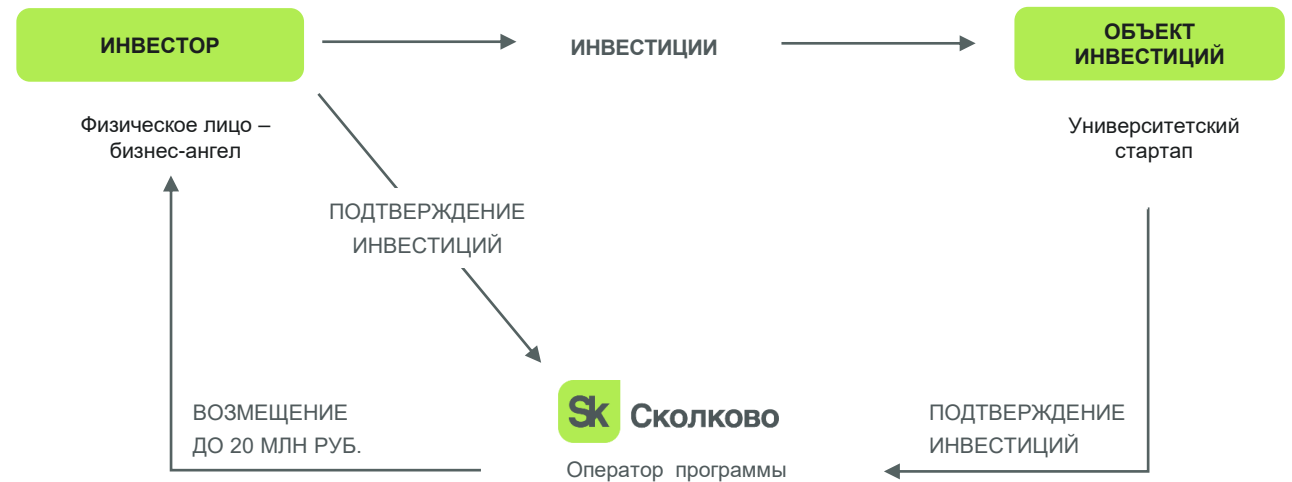 ИНВЕСТОР
ИНВЕСТИЦИИ
ОБЪЕКТ
ИНВЕСТИЦИЙ
Физическое лицо –
бизнес-ангел
Университетский
стартап
ПОДТВЕРЖДЕНИЕ
ИНВЕСТИЦИЙ
ВОЗМЕЩЕНИЕ
ДО 20 МЛН РУБ.
Sk Сколково
Оператор программы
ПОДТВЕРЖДЕНИЕ
ИНВЕСТИЦИЙ